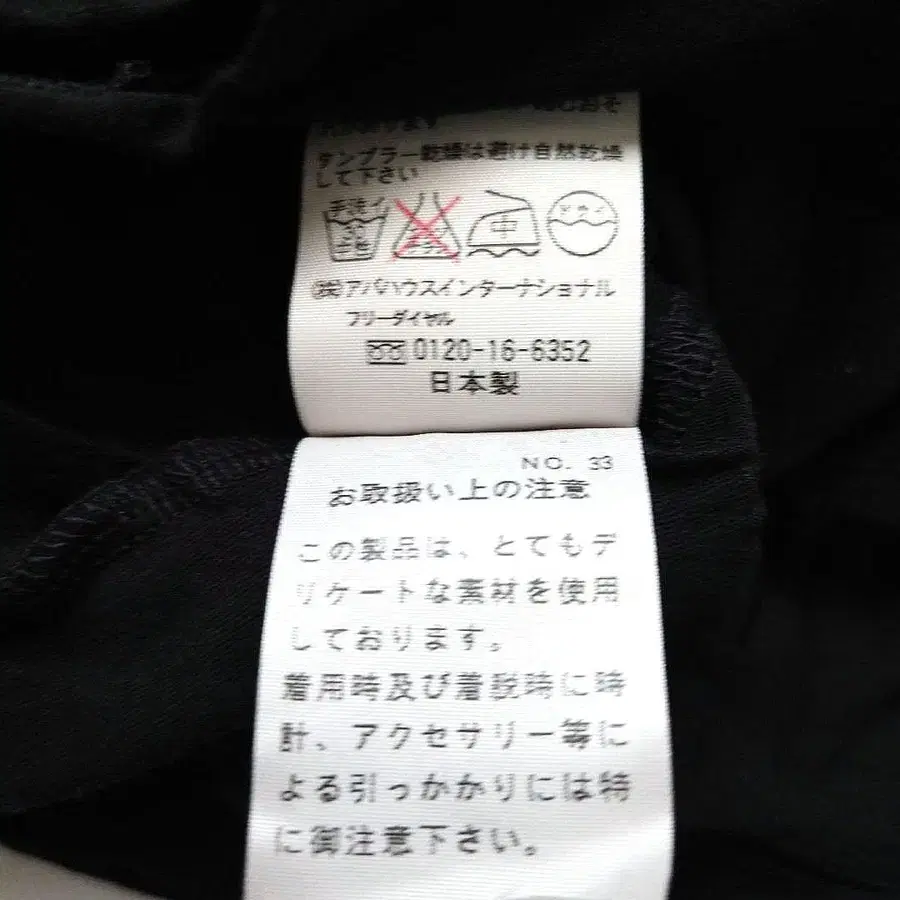 タンブラー乾燥は避け自然乾燥
して下さい
手洗イ
中
ドライ
㈱アバハウスインターナショナル
フリーダイヤル
0120-16-6352
日本製
NO. 33
お取扱い上の注意
この製品は、とてもデ
リケートな素材を使用
しております。
着用時及び着脱時に時
計、アクセサリー等に
よる引っかかりには特
に御注意下さい。